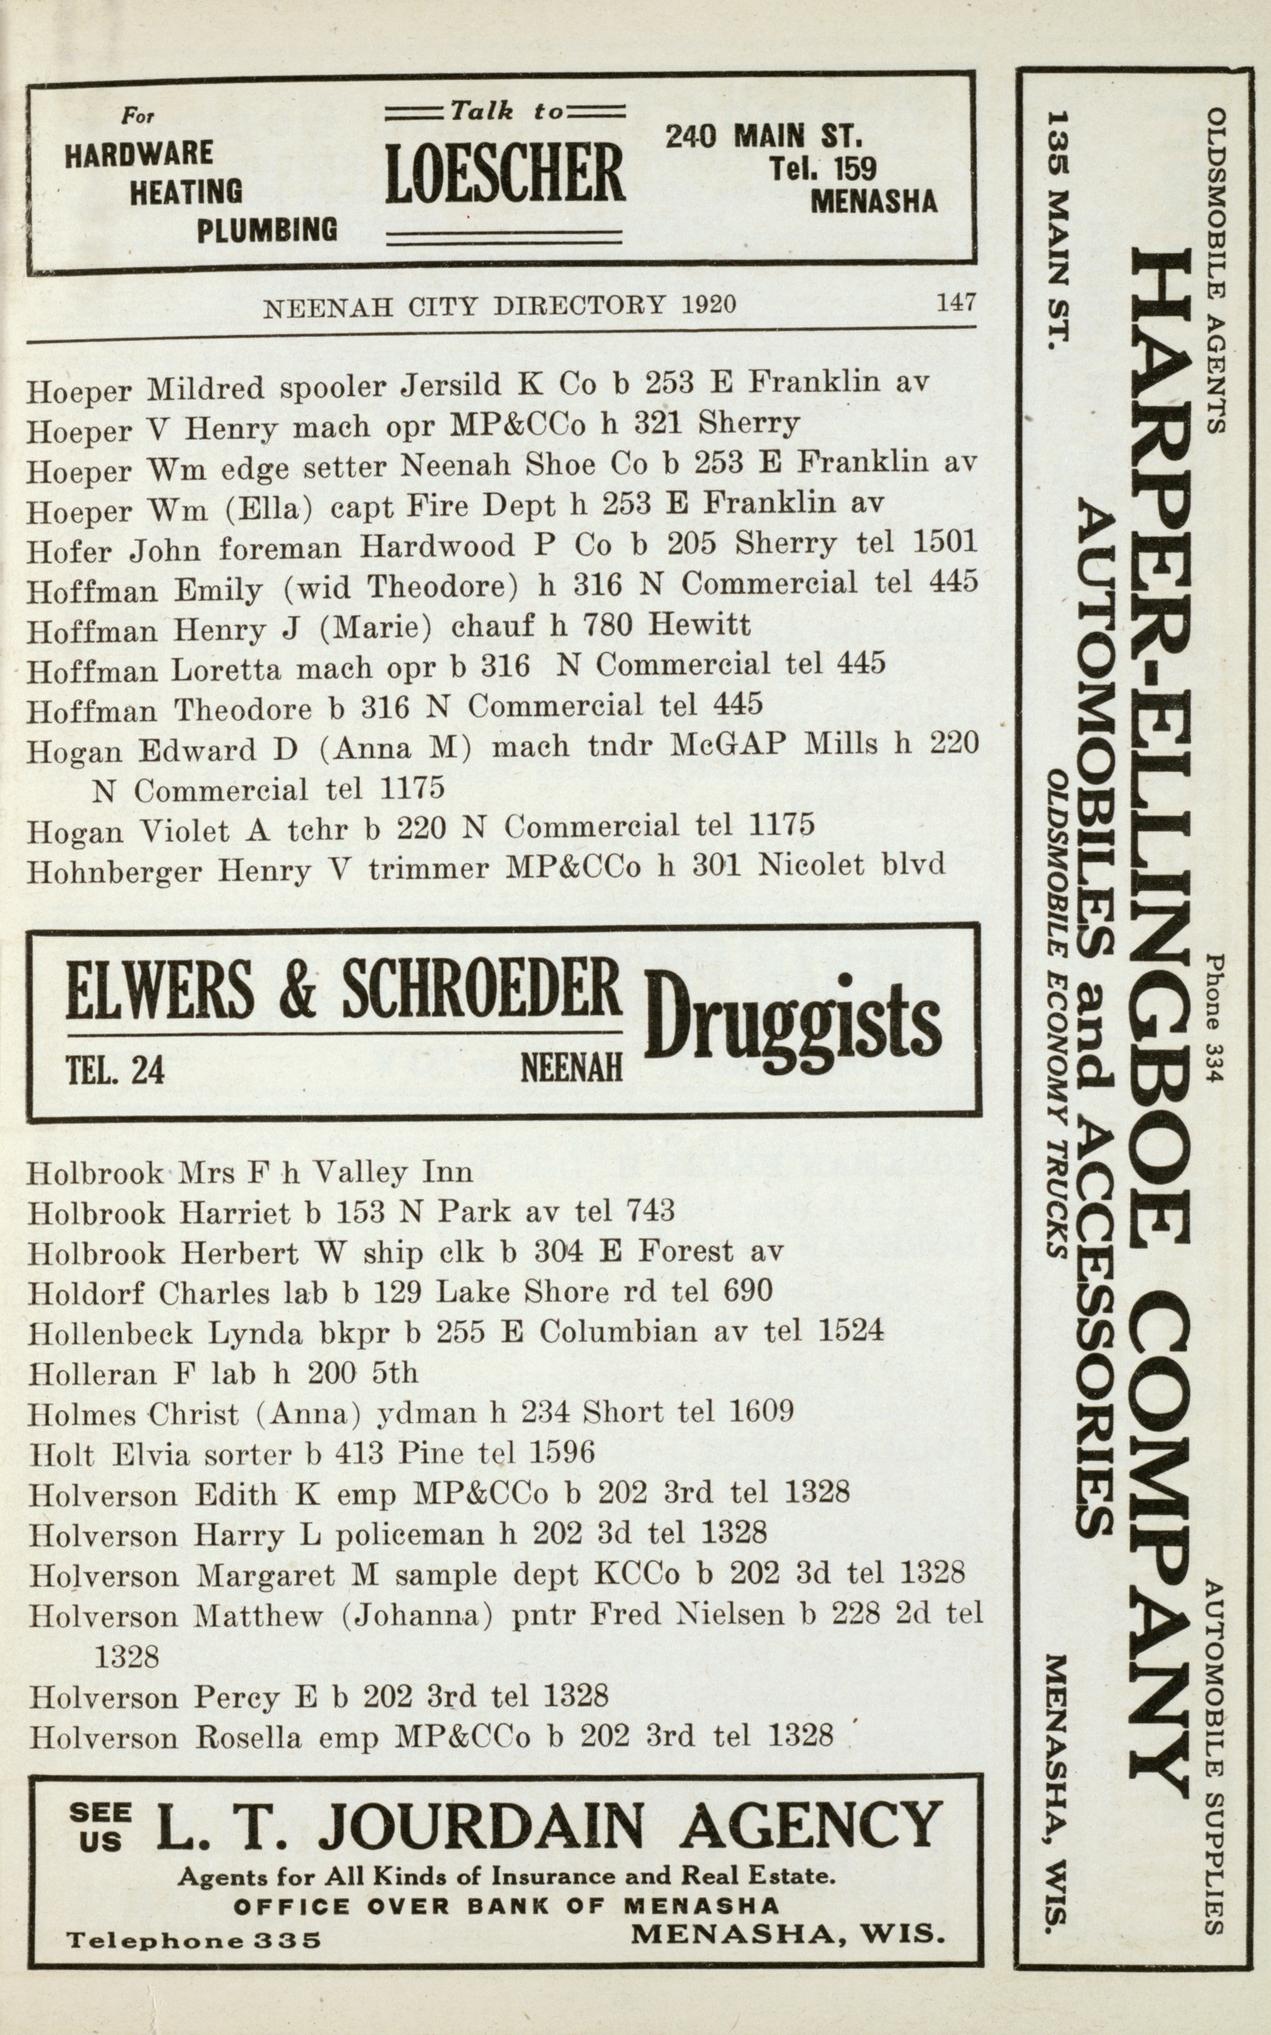 For
HARDWARE
HEATING
PLUMBING
Talk to
LOESCHER
240 MAIN ST.
Tel. 159
MENASHA
NEENAH CITY DIRECTORY 1920 147
Hoeper Mildred spooler Jersild K Co b 253 E Franklin av
Hoeper V Henry mach opr MP&CCo h 321 Sherry
Hoeper Wm edge setter Neenah Shoe Co b 253 E Franklin av
Hoeper Wm (Ella) capt Fire Dept h 253 E Franklin av
Hofer John foreman Hardwood P Co b 205 Sherry tel 1501
Hoffman Emily (wid Theodore) h 316 N Commercial tel 445
Hoffman Henry J (Marie) chauf h 780 Hewitt
Hoffman Loretta mach opr b 316 N Commercial tel 445
Hoffman Theodore b 316 N Commercial tel 445
Hogan Edward D (Anna M) mach tndr McGAP Mills h 220
N Commercial tel 1175
Hogan Violet A tchr b 220 N Commercial tel 1175
Hohnberger Henry V trimmer MP&CCo h 301 Nicolet blvd
ELWERS & SCHROEDER
TEL. 24 NEENAH
Druggists
Holbrook Mrs F h Valley Inn
Holbrook Harriet b 153 N Park av tel 743
Holbrook Herbert W ship clk b 304 E Forest av
Holdorf Charles lab b 129 Lake Shore rd tel 690
Hollenbeck Lynda bkpr b 255 E Columbian av tel 1524
Holleran F lab h 200 5th
Holmes Christ (Anna) ydman h 234 Short tel 1609
Holt Elvia sorter b 413 Pine tel 1596
Holverson Edith K emp MP&CCo b 202 3rd tel 1328
Holverson Harry L policeman h 202 3d tel 1328
Holverson Margaret M sample dept KCCo b 202 3d tel 1328
Holverson Matthew (Johanna) pntr Fred Nielsen b 228 2d tel
1328
Holverson Percy E b 202 3rd tel 1328
Holverson Rosella emp MP&CCo b 202 3rd tel 1328
SEE
US
L. T. JOURDAIN AGENCY
Agents for All Kinds of Insurance and Real Estate.
OFFICE OVER BANK OF MENASHA
Telephone 335 MENASHA, WIS.
OLDSMOBILE AGENTS Phone 334 AUTOMOBILE SUPPLIES
HARPER-ELLINGBOE COMPANY
AUTOMOBILES and ACCESSORIES
135 MAIN ST. OLDSMOBILE ECONOMY TRUCKS MENASHA, WIS.